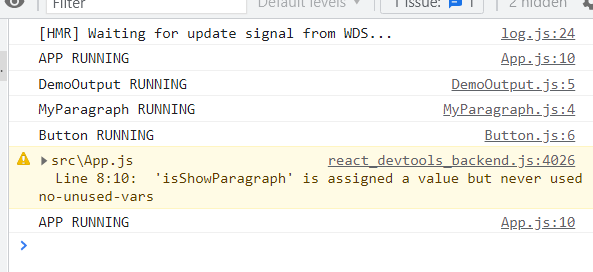 Filter
Default levels
1 Issue: 1
2 hidden
[HMR] Waiting for update signal from WDS... log.js:24
APP RUNNING App.js:10
DemoOutput RUNNING DemoOutput.js:5
MyParagraph RUNNING MyParagraph.js:4
Button RUNNING Button.js:6
src\App.js react_devtools_backend.js:4026
Line 8:10:  'isShowParagraph' is assigned a value but never used
no-unused-vars
APP RUNNING App.js:10